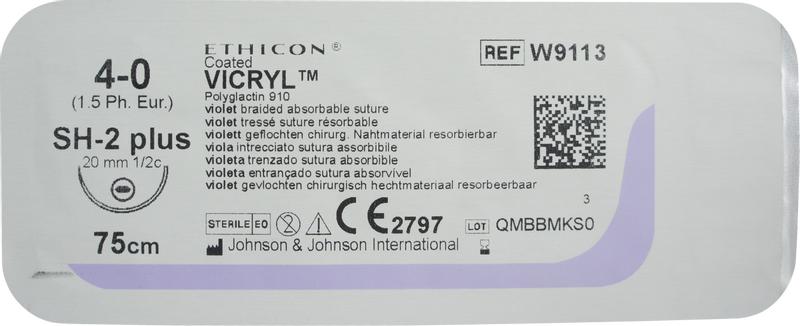 4-0
(1.5 Ph. Eur.)
SH-2 plus
20 mm 1/2c
75cm
ETHICON®
Coated
VICRYL™
Polyglactin 910
violet braided absorbable suture
violet tressé suture résorbable
violett geflochten chirurg. Nahtmaterial resorbierbar
viola intrecciato sutura assorbibile
violeta trenzado sutura absorbible
violeta entrançado sutura absorvível
violet gevlochten chirurgisch hechtmateriaal resorbeerbaar
STERILE EO 2 CE 2797
Johnson & Johnson International
REF W9113
3
LOT QMBBMKS0